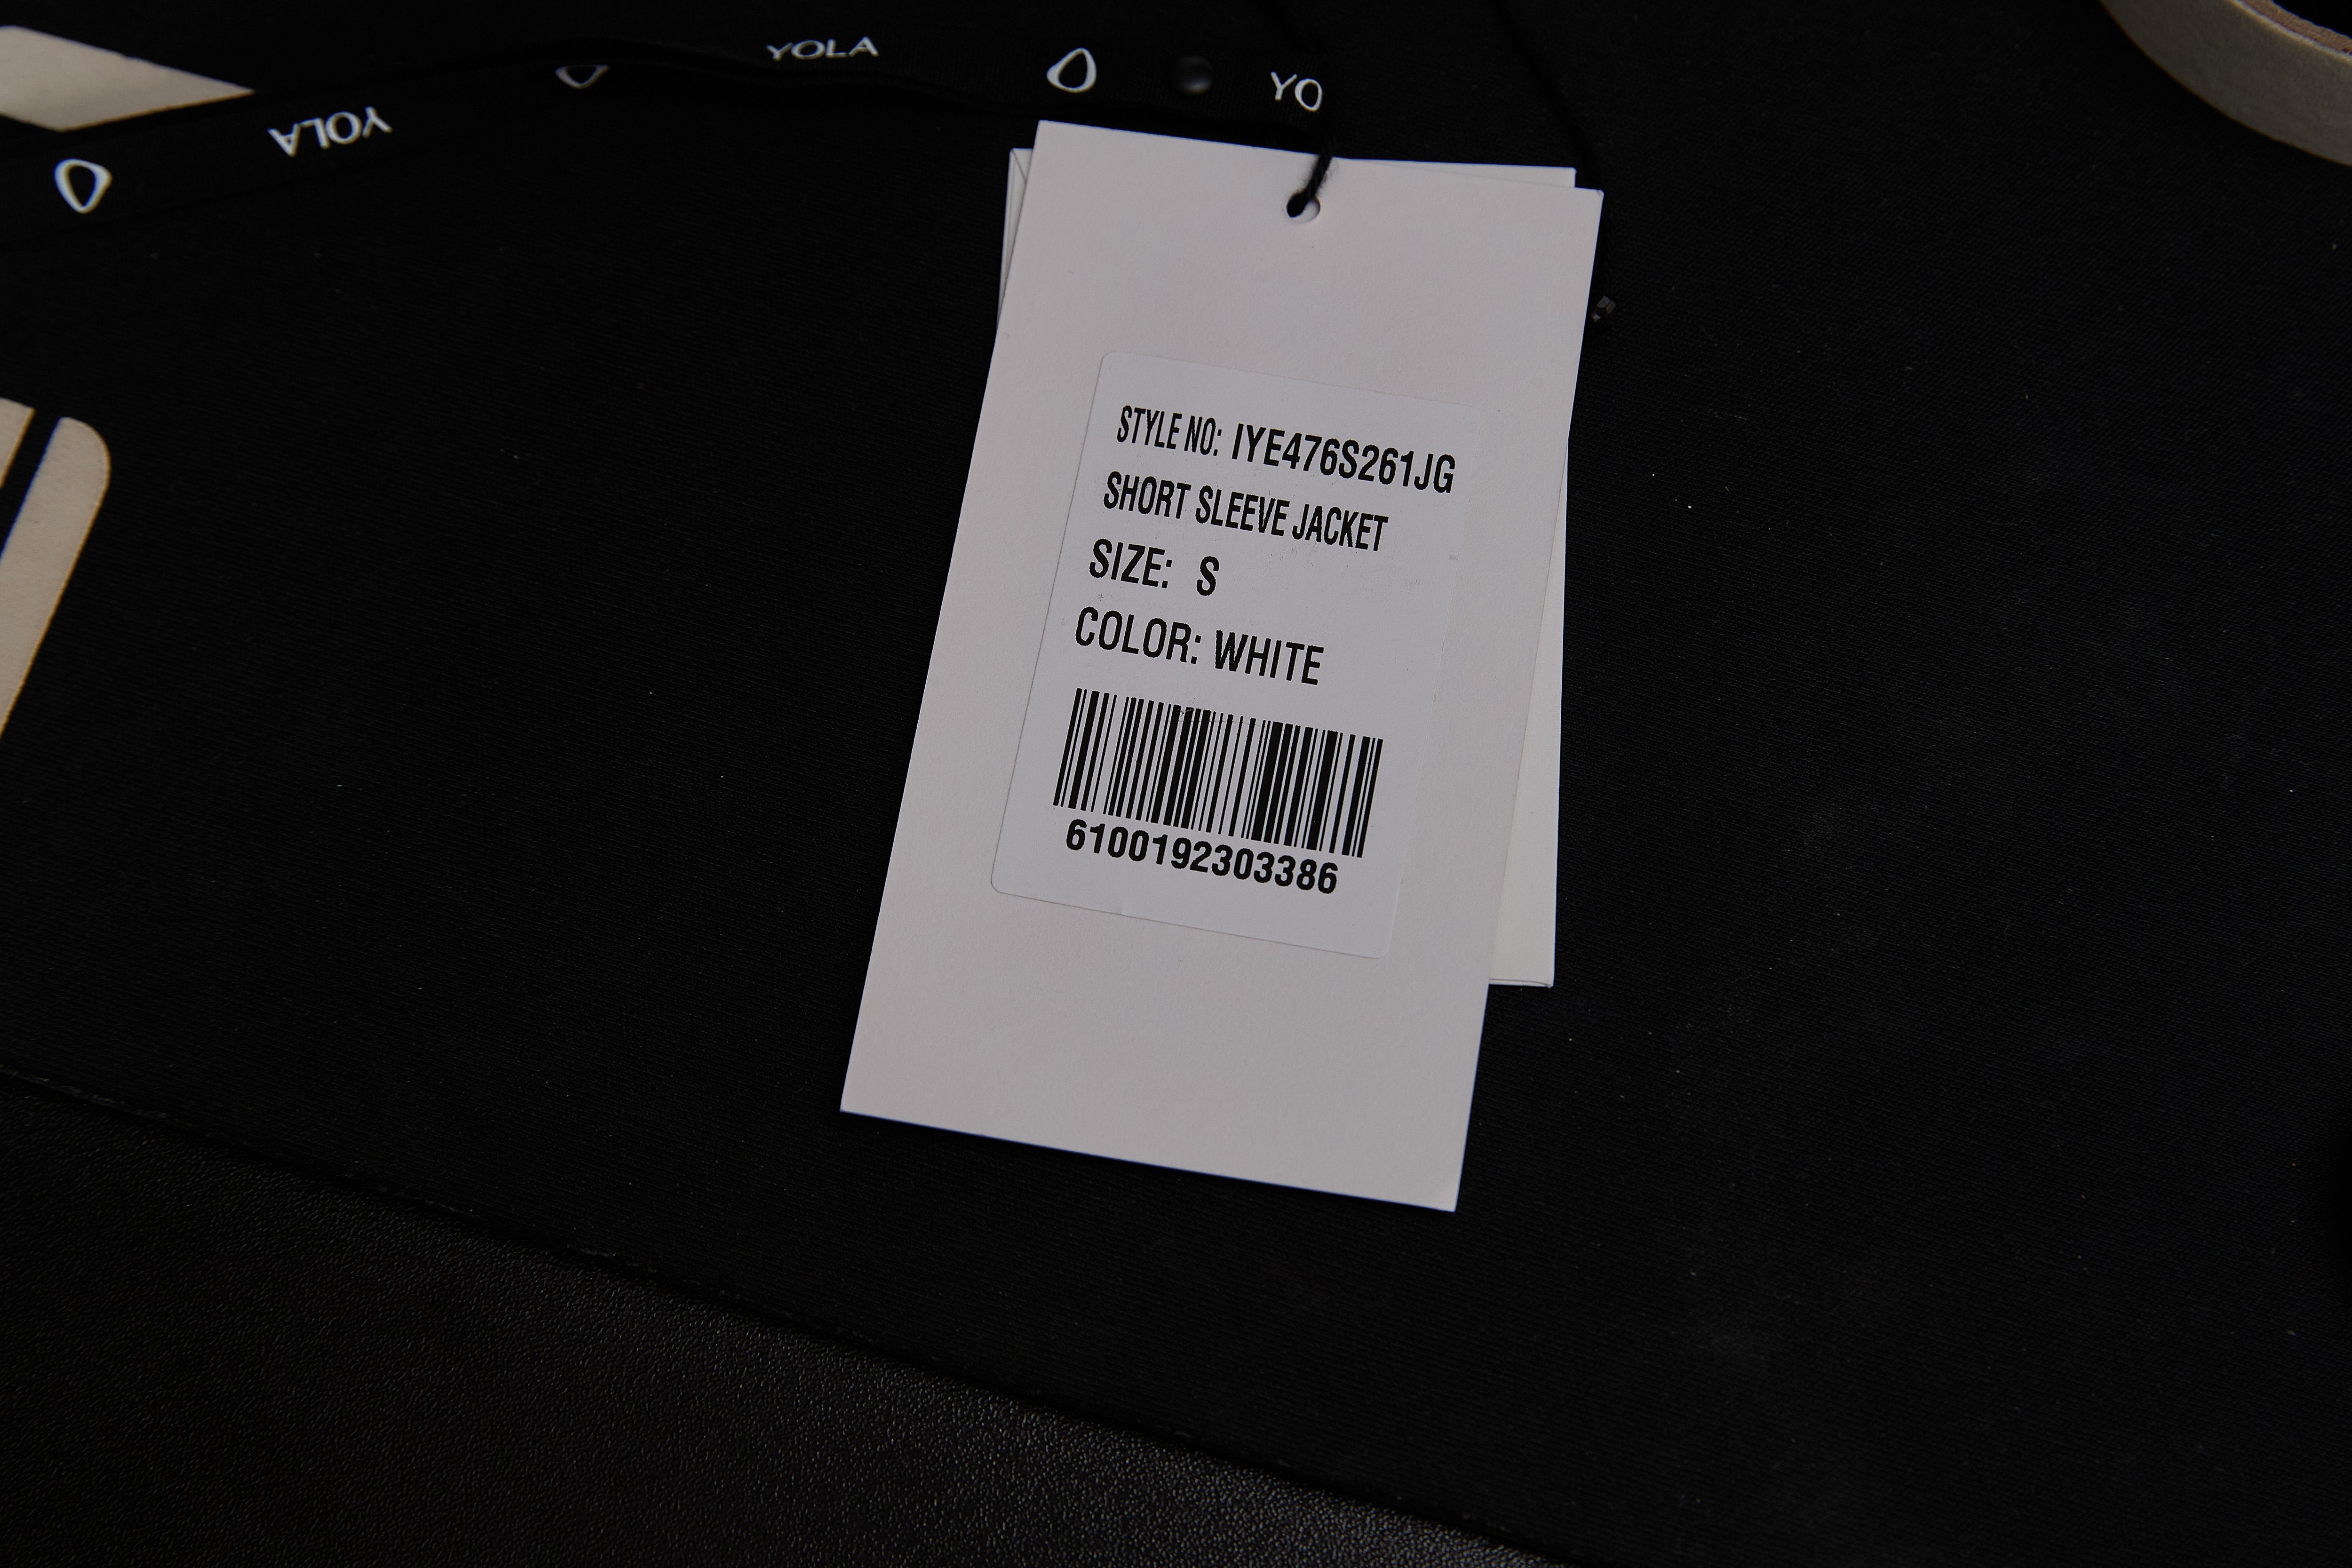 YOLA
YO
YOLA
STYLE NO: IYE476S261JG
SHORT SLEEVE JACKET
SIZE: S
COLOR: WHITE
6100192303386